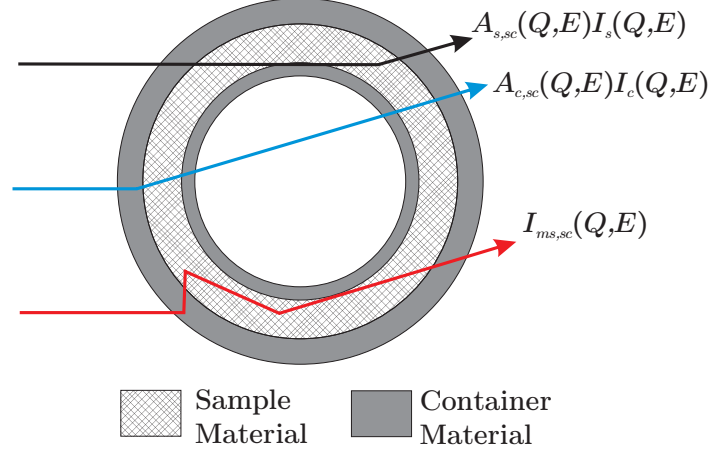 A_{s,sc}(Q,E)I_s(Q,E)
A_{c,sc}(Q,E)I_c(Q,E)
I_{ms,sc}(Q,E)
Sample
Material
Container
Material